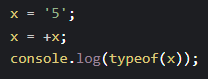 x = '5';
x = +x;
console.log(typeof(x));